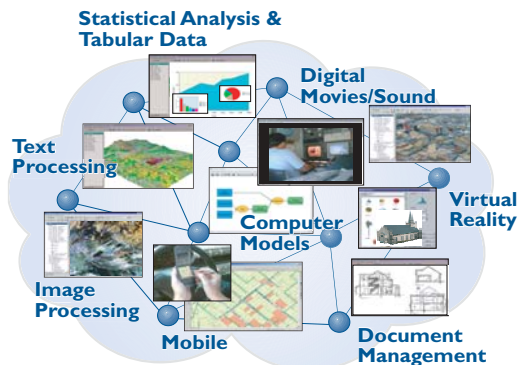 Statistical Analysis &
Tabular Data
Digital
Movies/Sound
Text
Processing
Virtual
Reality
Computer
Models
Image
Processing
Mobile
Document
Management